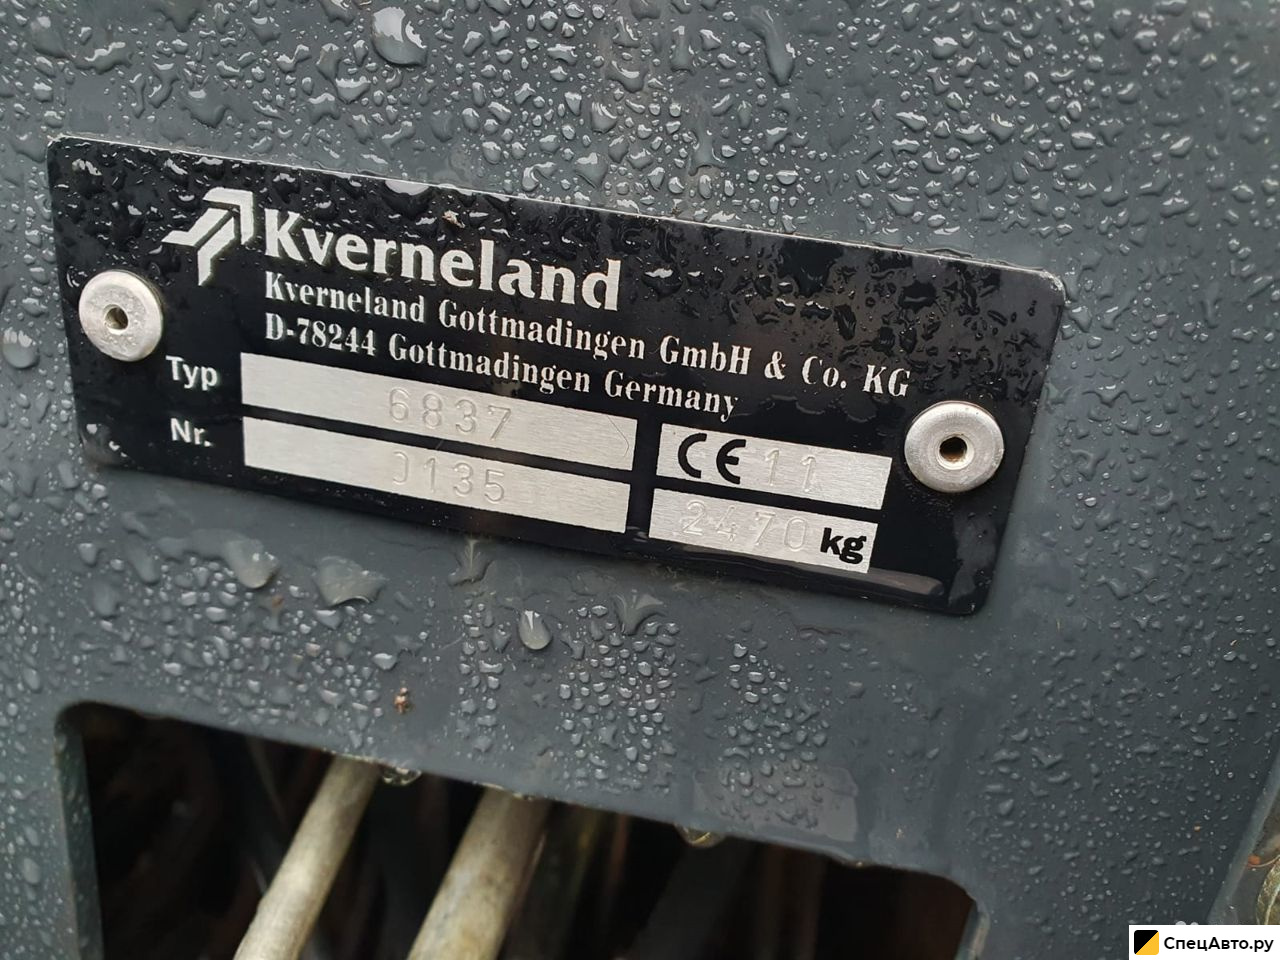 Kverneland
Kverneland Gottmadingen GmbH & Co. KG
D-78244 Gottmadingen Germany
Typ 6837 CE 11
Nr. 0135 2470 kg
СпецАвто.ру